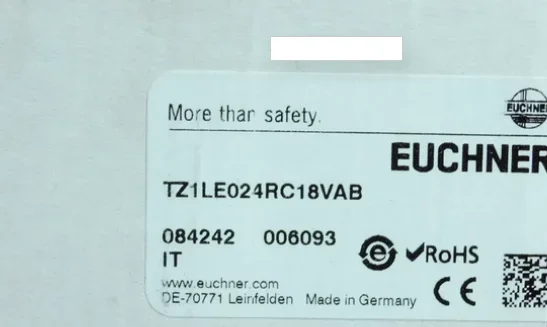 More than safety.
EUCHNER
EUCHNER
TZ1LE024RC18VAB
084242 006093
IT
e ✔RoHS
CE
www.euchner.com
DE-70771 Leinfelden Made in Germany